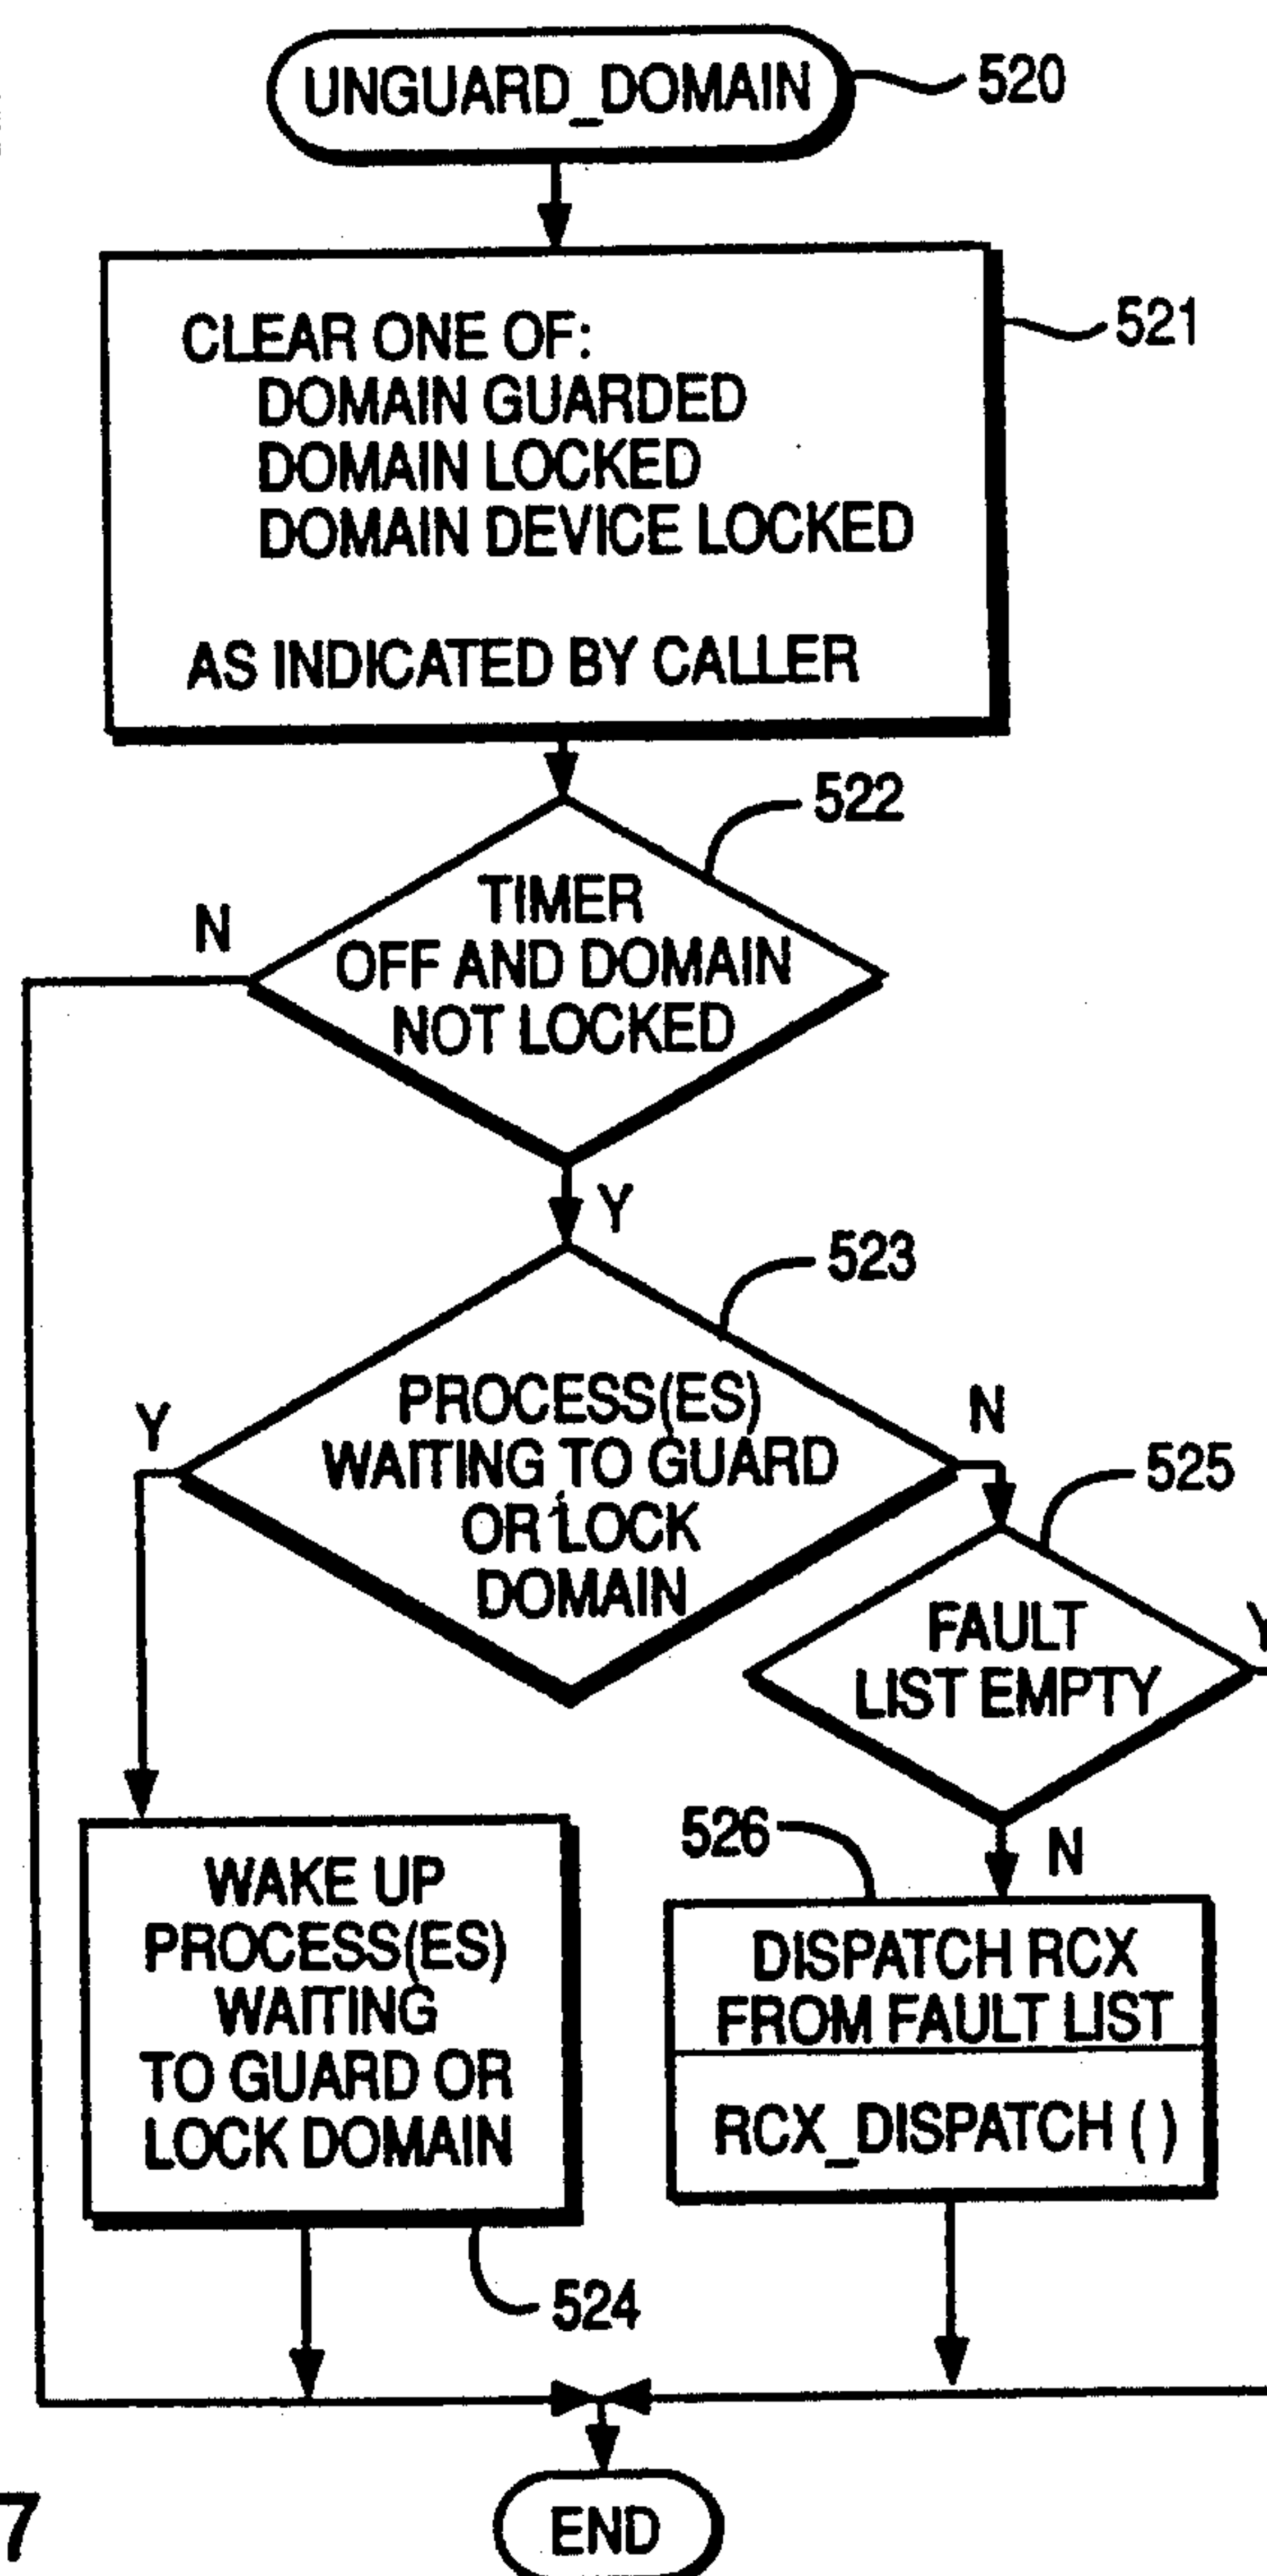 UNGUARD_DOMAIN
520
CLEAR ONE OF:
DOMAIN GUARDED
DOMAIN LOCKED
DOMAIN DEVICE LOCKED
AS INDICATED BY CALLER
521
522
TIMER
OFF AND DOMAIN
NOT LOCKED
N
Y
523
PROCESS(ES)
WAITING TO GUARD
OR LOCK
DOMAIN
Y
N
525
FAULT
LIST EMPTY
Y
N
WAKE UP
PROCESS(ES)
WAITING
TO GUARD OR
LOCK DOMAIN
524
526
DISPATCH RCX
FROM FAULT LIST
RCX_DISPATCH ( )
END
7